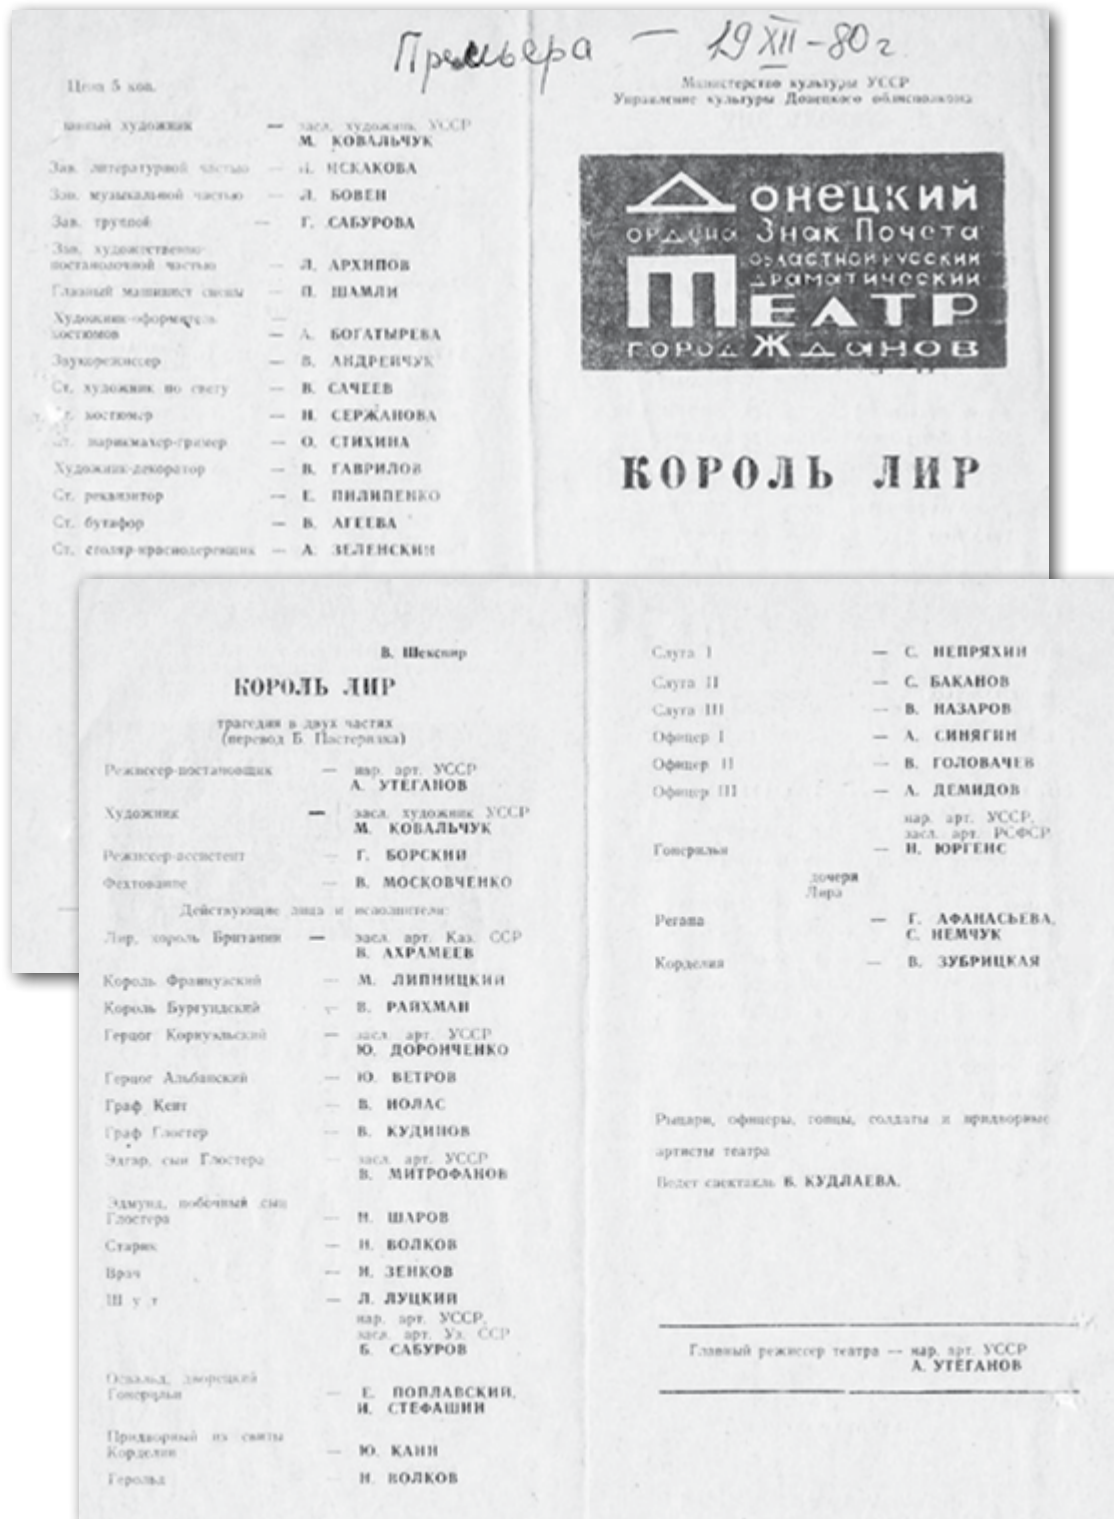 Премьера — 19 XII – 80 г.
Цена 5 коп.
Министерство культуры УССР
Управление культуры Донецкого облисполкома
главный художник — засл. художник УССР
М. КОВАЛЬЧУК
Зав. литературной частью — ИСКАКОВА
Зав. музыкальной частью — Л. БОВЕН
Зав. труппой — Г. САБУРОВА
Зав. художественно-
постановочной частью — Л. АРХИПОВ
Главный машинист сцены — П. ШАМЛИ
Художник-оформитель —
костюмов — А. БОГАТЫРЕВА
Звукорежиссер — В. АНДРЕЙЧУК
Ст. художник по свету — В. САЧЕЕВ
Ст. костюмер — Н. СЕРЖАНОВА
Ст. парикмахер-гример — О. СТИХИНА
Художник-декоратор — В. ГАВРИЛОВ
Ст. реквизитор — Е. ПИЛИПЕНКО
Ст. бутафор — В. АГЕЕВА
Ст. столяр-краснодеревщик — А. ЗЕЛЕНСКИЙ
Донецкий
ордена Знак Почета
областной русский
драматический
Театр
город Жданов
КОРОЛЬ ЛИР
В. Шекспир
КОРОЛЬ ЛИР
трагедия в двух частях
(перевод Б. Пастернака)
Режиссер-постановщик — нар. арт. УССР
А. УТЕГАНОВ
Художник — засл. художник УССР
М. КОВАЛЬЧУК
Режиссер-ассистент — Г. БОРСКИЙ
Фехтование — В. МОСКОВЧЕНКО
Действующие лица и исполнители:
Лир, король Британии — засл. арт. Каз. ССР
В. АХРАМЕЕВ
Король Французский — М. ЛИПНИЦКИЙ
Король Бургундский — В. РАЙХМАН
Герцог Корнуэльский — засл. арт. УССР
Ю. ДОРОНЧЕНКО
Герцог Альбанский — Ю. ВЕТРОВ
Граф Кент — В. ИОЛАС
Граф Глостер — В. КУДИНОВ
Эдгар, сын Глостера — засл. арт. УССР
В. МИТРОФАНОВ
Эдмунд, побочный сын
Глостера — Н. ШАРОВ
Старик — Н. ВОЛКОВ
Врач — И. ЗЕНКОВ
Ш у т — Л. ЛУЦКИЙ
нар. арт. УССР,
засл. арт. Уз. ССР
Б. САБУРОВ
Освальд, дворецкий
Гонерильи — Е. ПОПЛАВСКИЙ,
И. СТЕФАШИН
Придворный из свиты
Корделии — Ю. КАНН
Герольд — Н. ВОЛКОВ
Слуга I — С. НЕПРЯХИН
Слуга II — С. БАКАНОВ
Слуга III — В. НАЗАРОВ
Офицер I — А. СИНЯГИН
Офицер II — В. ГОЛОВАЧЕВ
Офицер III — А. ДЕМИДОВ
нар. арт. УССР,
засл. арт. РСФСР
Гонерилья — Н. ЮРГЕНС
дочери
Лира
Регана — Г. АФАНАСЬЕВА,
С. НЕМЧУК
Корделия — В. ЗУБРИЦКАЯ
Рыцари, офицеры, гонцы, солдаты и придворные
артисты театра
Ведет спектакль В. КУДЛАЕВА.
Главный режиссер театра — нар. арт. УССР
А. УТЕГАНОВ